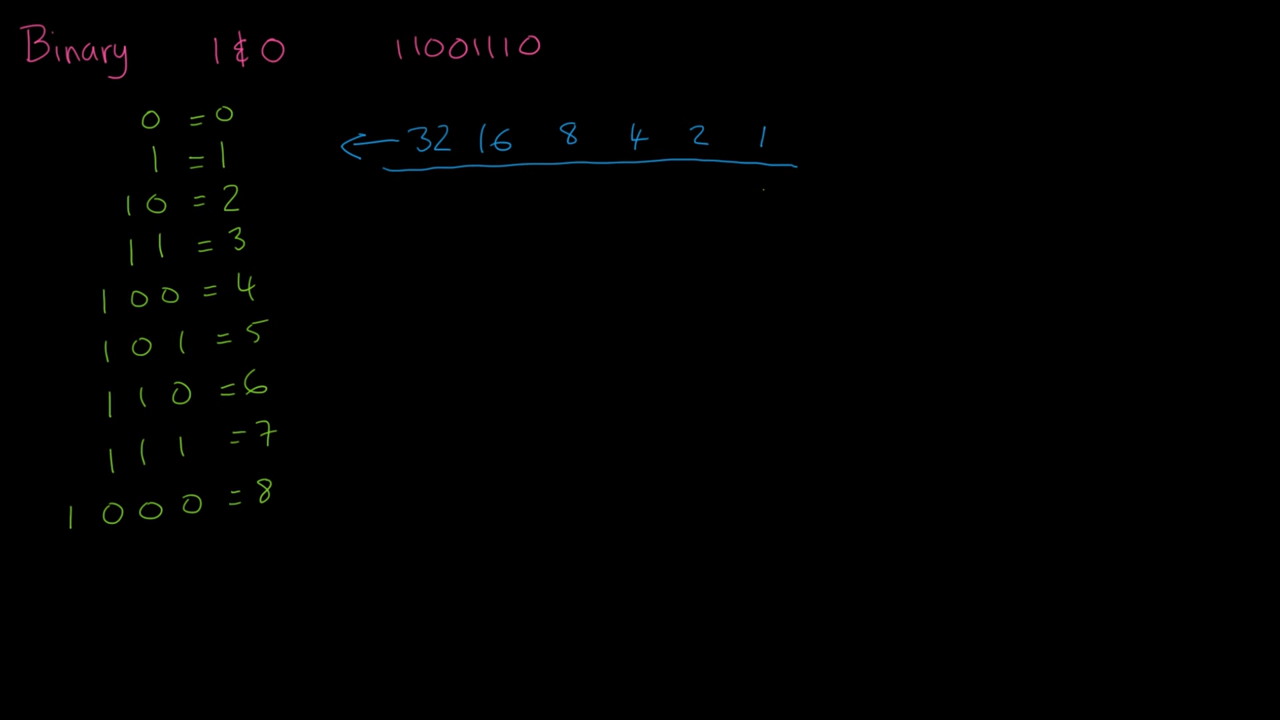 Binary 1 & 0 11001110
0 = 0
1 = 1
10 = 2
11 = 3
100 = 4
101 = 5
110 = 6
111 = 7
1000 = 8
← 32 16 8 4 2 1